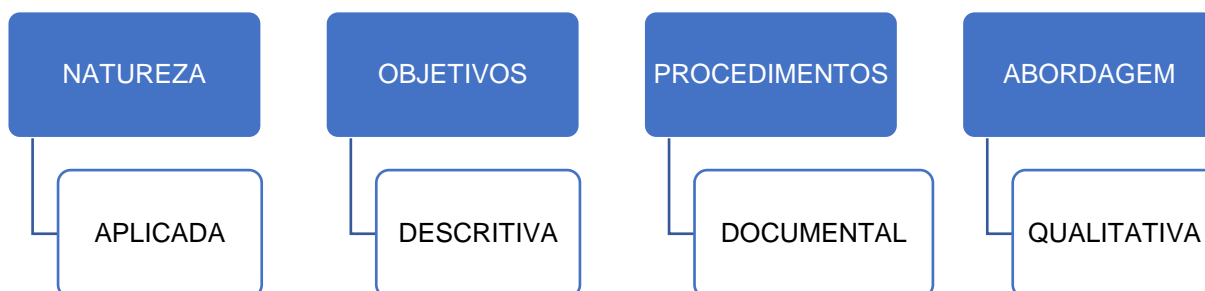 NATUREZA
OBJETIVOS
PROCEDIMENTOS
ABORDAGEM
APLICADA
DESCRITIVA
DOCUMENTAL
QUALITATIVA